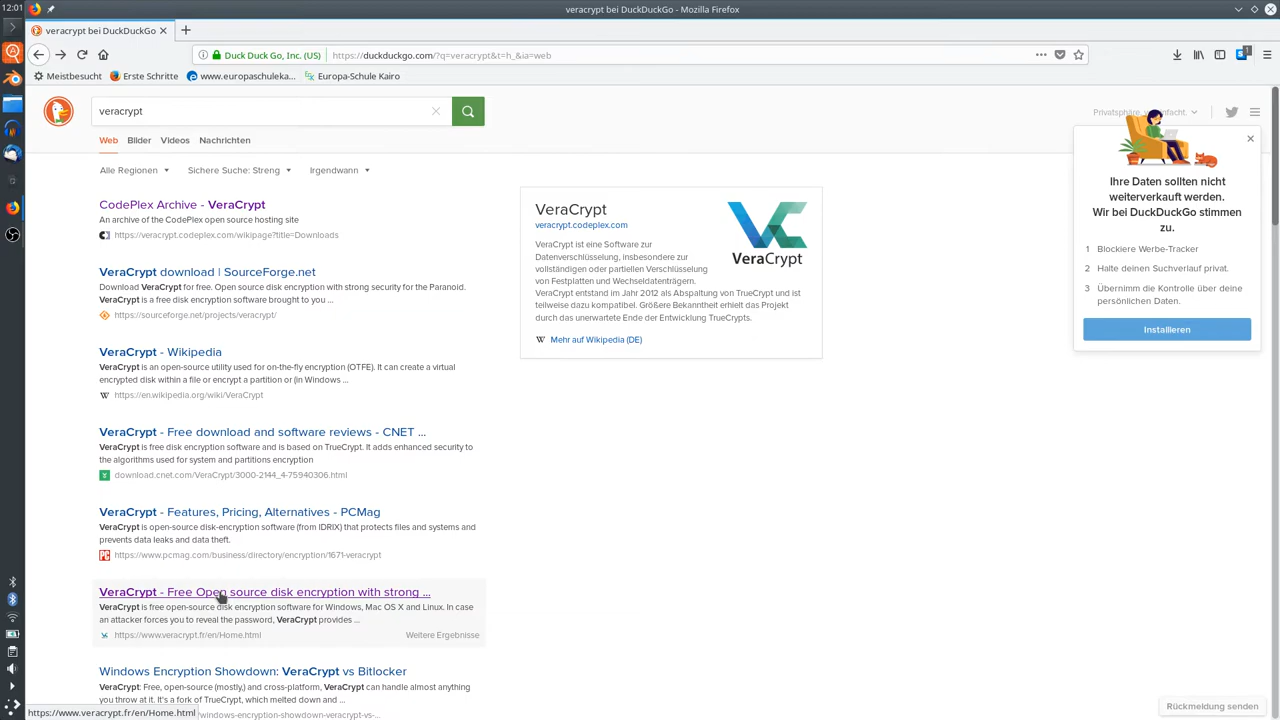 12:01
veracrypt bei DuckDuckGo - Mozilla Firefox
veracrypt bei DuckDuckGo
Duck Duck Go, Inc. (US)
https://duckduckgo.com/?q=veracrypt&t=h_&ia=web
1
Meistbesucht
Erste Schritte
www.europaschuleka...
Europa-Schule Kairo
veracrypt
Web
Bilder
Videos
Nachrichten
Alle Regionen
Sichere Suche: Streng
Irgendwann
CodePlex Archive - VeraCrypt
An archive of the CodePlex open source hosting site
https://veracrypt.codeplex.com/wikipage?title=Downloads
VeraCrypt download | SourceForge.net
Download VeraCrypt for free. Open source disk encryption with strong security for the Paranoid.
VeraCrypt is a free disk encryption software brought to you ...
https://sourceforge.net/projects/veracrypt/
VeraCrypt - Wikipedia
VeraCrypt is an open-source utility used for on-the-fly encryption (OTFE). It can create a virtual
encrypted disk within a file or encrypt a partition or (in Windows ...
W https://en.wikipedia.org/wiki/VeraCrypt
VeraCrypt - Free download and software reviews - CNET ...
VeraCrypt is free disk encryption software and is based on TrueCrypt. It adds enhanced security to
the algorithms used for system and partitions encryption
download.cnet.com/VeraCrypt/3000-2144_4-75940306.html
VeraCrypt - Features, Pricing, Alternatives - PCMag
VeraCrypt is open-source disk-encryption software (from IDRIX) that protects files and systems and
prevents data leaks and data theft.
https://www.pcmag.com/business/directory/encryption/1671-veracrypt
VeraCrypt - Free Open source disk encryption with strong ...
VeraCrypt is free open-source disk encryption software for Windows, Mac OS X and Linux. In case
an attacker forces you to reveal the password, VeraCrypt provides ...
https://www.veracrypt.fr/en/Home.html
Weitere Ergebnisse
Windows Encryption Showdown: VeraCrypt vs Bitlocker
VeraCrypt: Free, open-source (mostly,) and cross-platform, VeraCrypt can handle almost anything
you throw at it. It's a fork of TrueCrypt, which melted down and ...
/windows-encryption-showdown-veracrypt-vs-...
https://www.veracrypt.fr/en/Home.html
VeraCrypt
veracrypt.codeplex.com
VeraCrypt ist eine Software zur
Datenverschlüsselung, insbesondere zur
vollständigen oder partiellen Verschlüsselung
von Festplatten und Wechseldatenträgern.
VeraCrypt entstand im Jahr 2012 als Abspaltung von TrueCrypt und ist
teilweise dazu kompatibel. Größere Bekanntheit erhielt das Projekt
durch das unerwartete Ende der Entwicklung TrueCrypts.
VeraCrypt
W Mehr auf Wikipedia (DE)
Privatsphäre, vereinfacht.
Ihre Daten sollten nicht
weiterverkauft werden.
Wir bei DuckDuckGo stimmen
zu.
1 Blockiere Werbe-Tracker
2 Halte deinen Suchverlauf privat.
3 Übernimm die Kontrolle über deine
persönlichen Daten.
Installieren
Rückmeldung senden